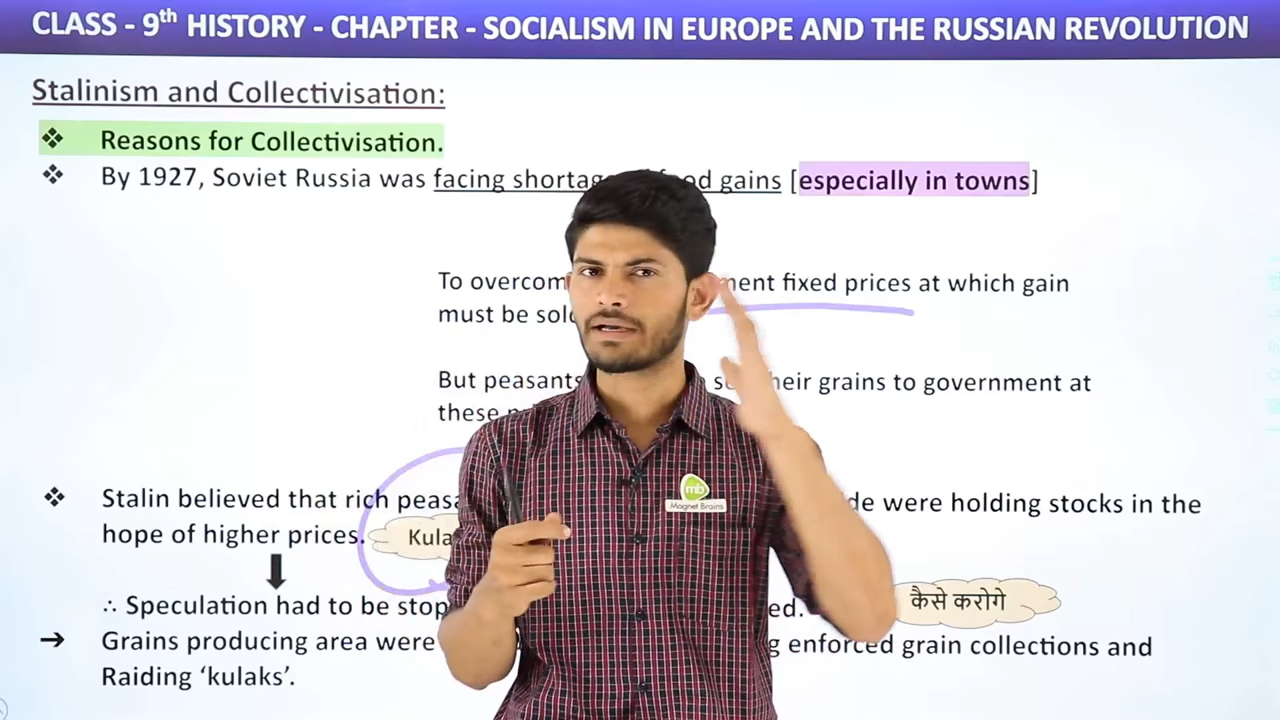 CLASS - 9th HISTORY - CHAPTER - SOCIALISM IN EUROPE AND THE RUSSIAN REVOLUTION
Stalinism and Collectivisation:
❖ Reasons for Collectivisation.
❖ By 1927, Soviet Russia was facing shortag food gains [especially in towns]
To overcom ment fixed prices at which gain
must be sol
But peasants their grains to government at
these
❖ Stalin believed that rich peasa de were holding stocks in the
hope of higher prices.
Kula
∴ Speculation had to be stop ed.
कैसे करोगे
→ Grains producing area were g enforced grain collections and
Raiding ‘kulaks’.
mb
Magnet Brains